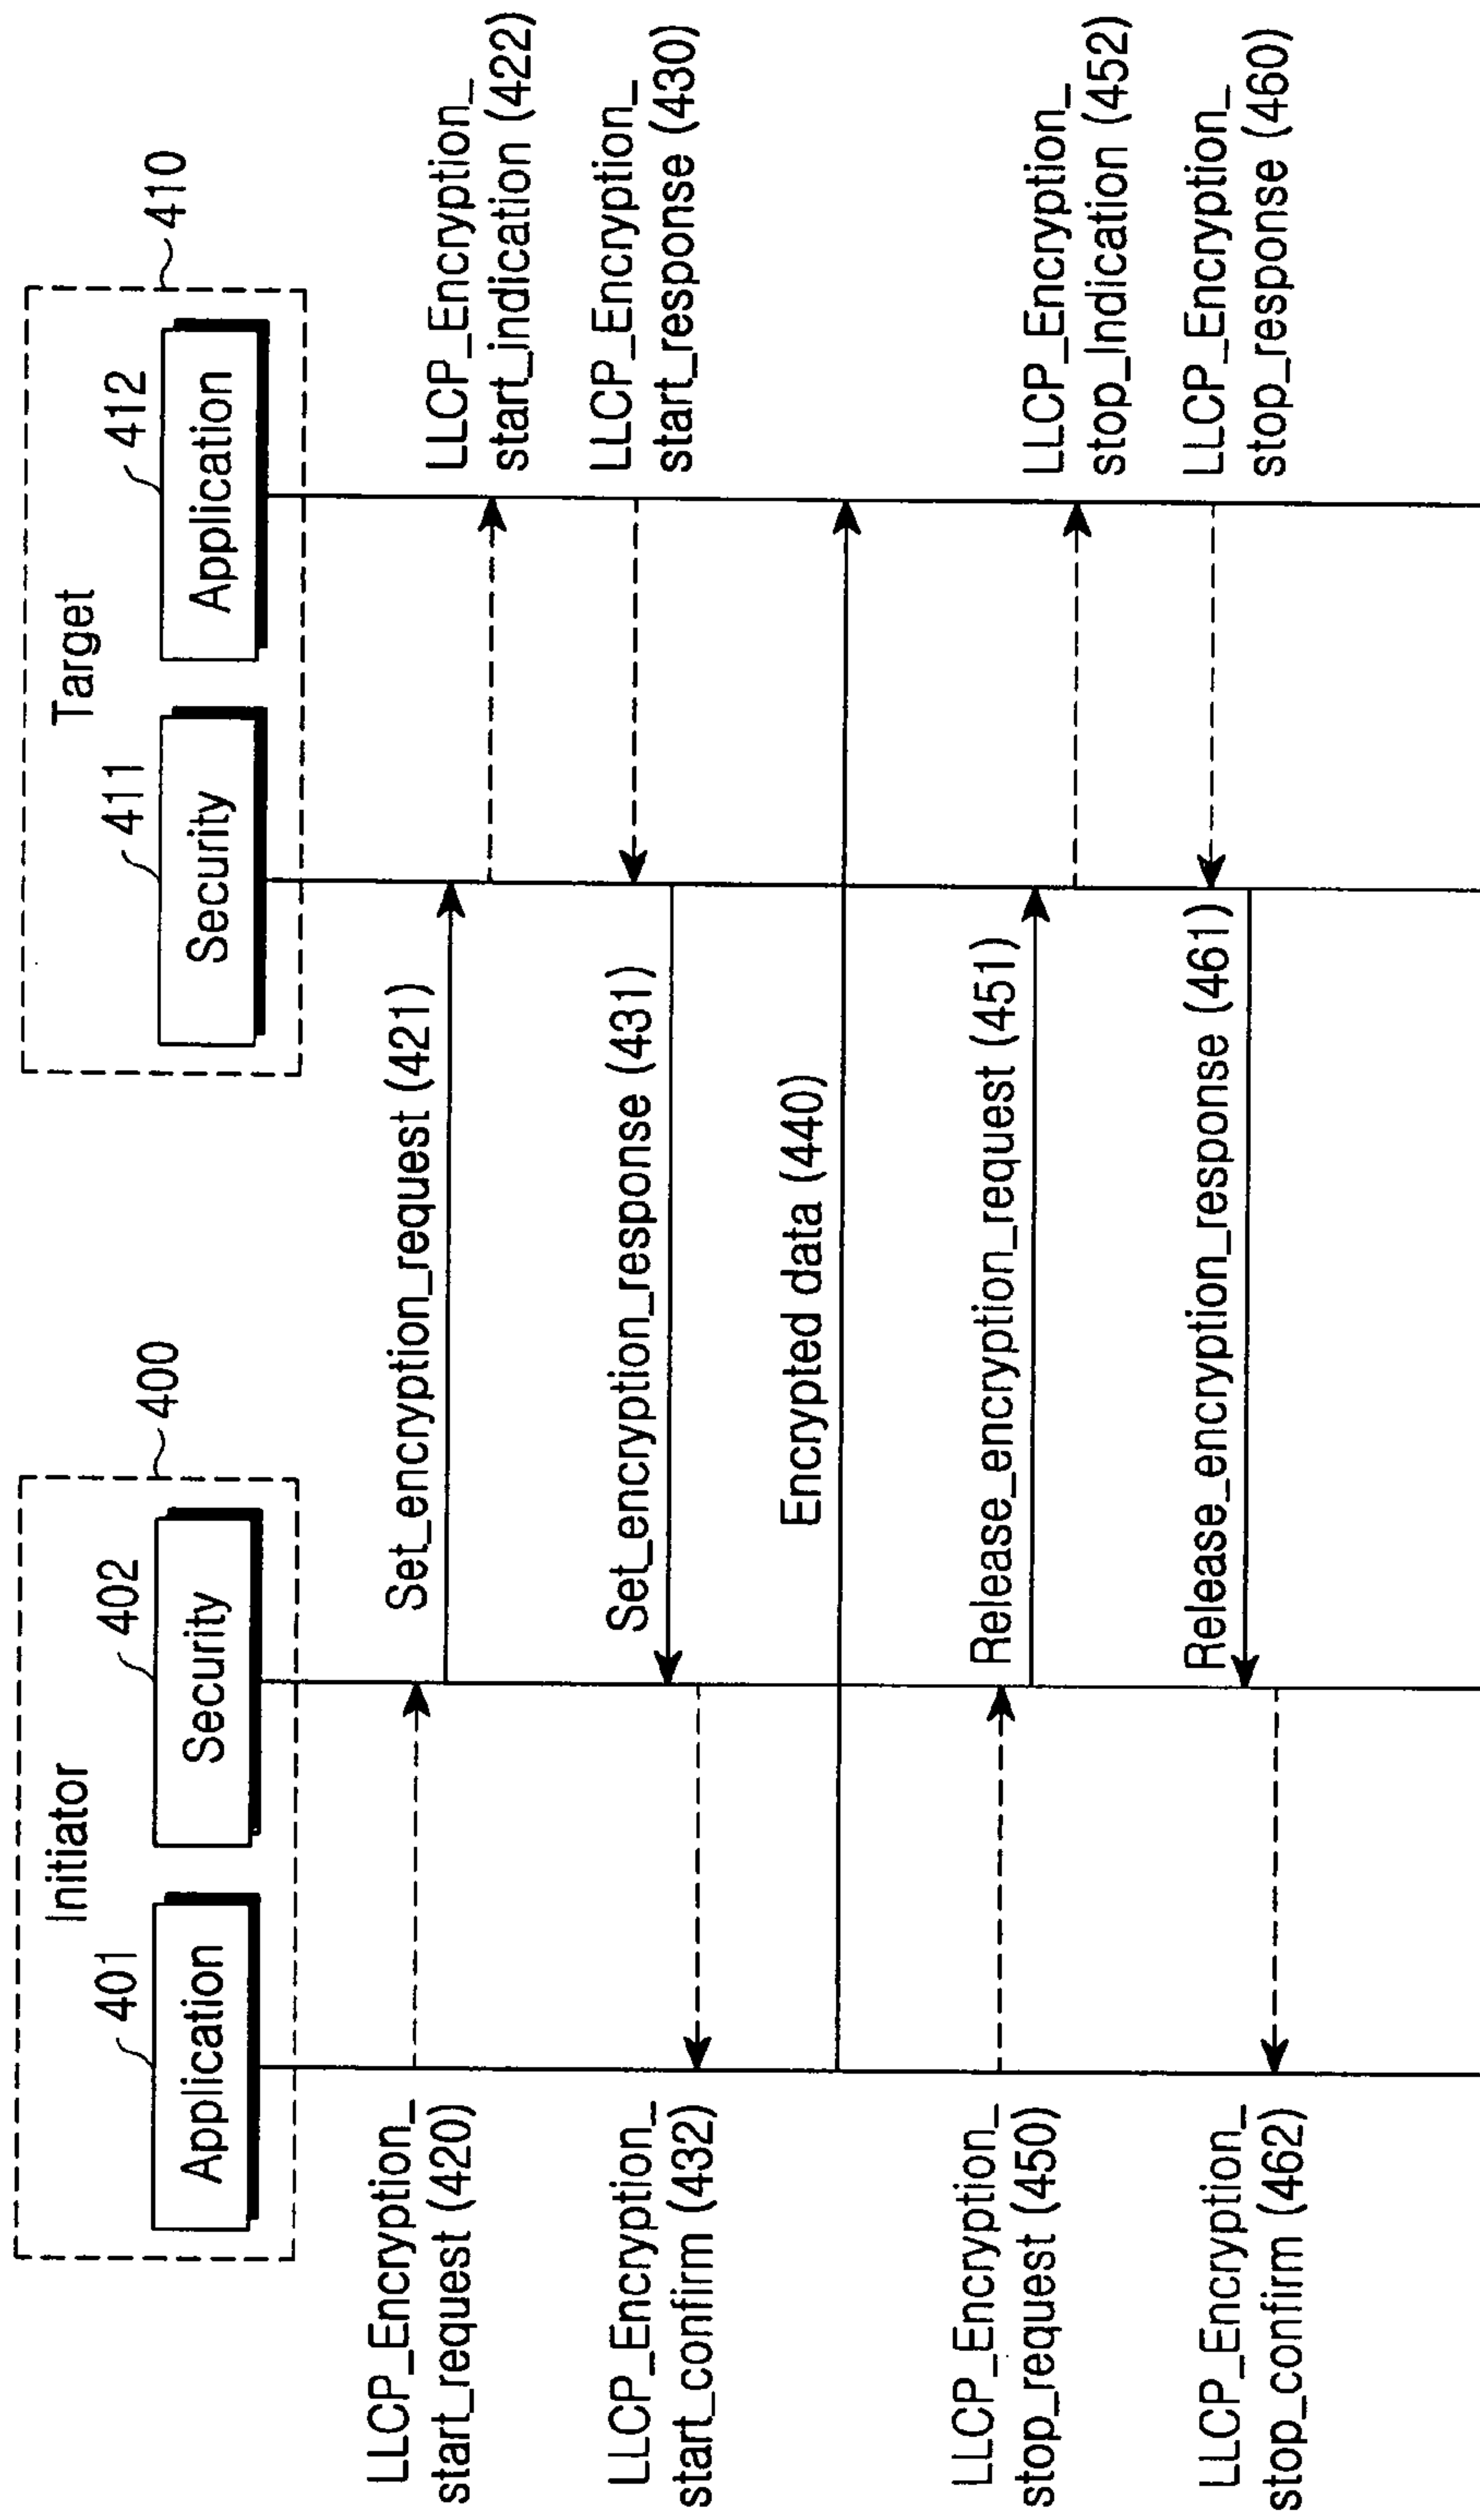 Initiator
400
401
Application
402
Security
Target
410
411
Security
412
Application
LLCP_Encryption_
start_request (420)
Set_encryption_request (421)
LLCP_Encryption_
start_indication (422)
LLCP_Encryption_
start_response (430)
Set_encryption_response (431)
LLCP_Encryption_
start_confirm (432)
Encrypted data (440)
LLCP_Encryption_
stop_request (450)
Release_encryption_request (451)
LLCP_Encryption_
stop_Indication (452)
LLCP_Encryption_
stop_response (460)
Release_encryption_response (461)
LLCP_Encryption_
stop_confirm (462)